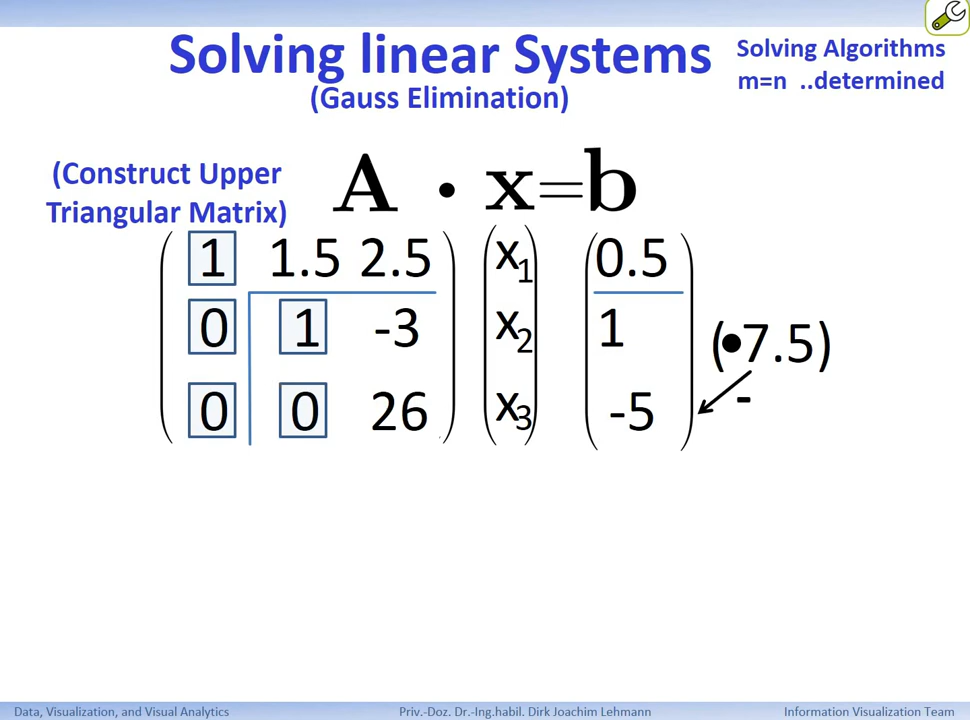 Solving linear Systems
(Gauss Elimination)
Solving Algorithms
m=n ..determined
(Construct Upper
Triangular Matrix)
A · x=b
1 1.5 2.5 x1 0.5
0 1 -3 x2 1 (•7.5)
0 0 26 x3 -5 -
Data, Visualization, and Visual Analytics
Priv.-Doz. Dr.-Ing.habil. Dirk Joachim Lehmann
Information Visualization Team